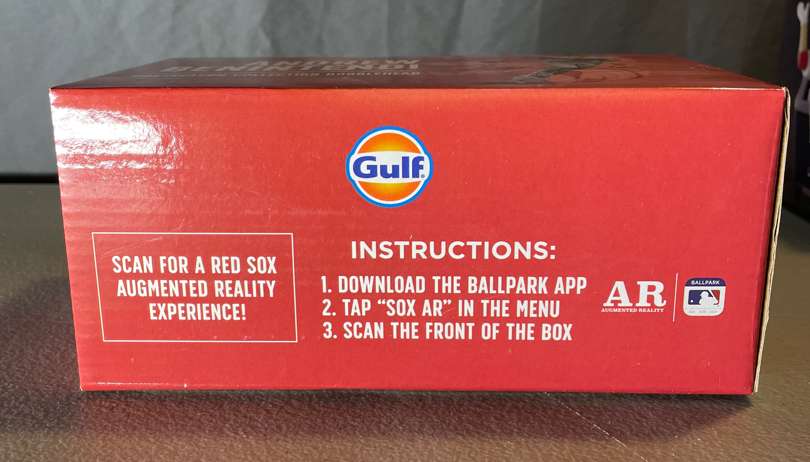 BOBBLEHEAD
Gulf
SCAN FOR A RED SOX
AUGMENTED REALITY
EXPERIENCE!
INSTRUCTIONS:
1. DOWNLOAD THE BALLPARK APP
2. TAP “SOX AR” IN THE MENU
3. SCAN THE FRONT OF THE BOX
AR
AUGMENTED REALITY
BALLPARK